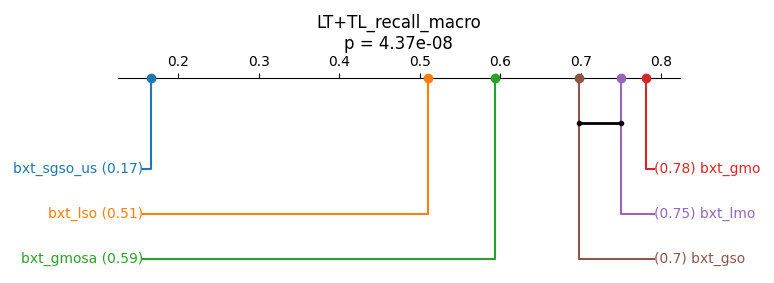 LT+TL_recall_macro
p = 4.37e-08
0.2 0.3 0.4 0.5 0.6 0.7 0.8
bxt_sgso_us (0.17) (0.78) bxt_gmo
bxt_lso (0.51) (0.75) bxt_lmo
bxt_gmosa (0.59) (0.7) bxt_gso